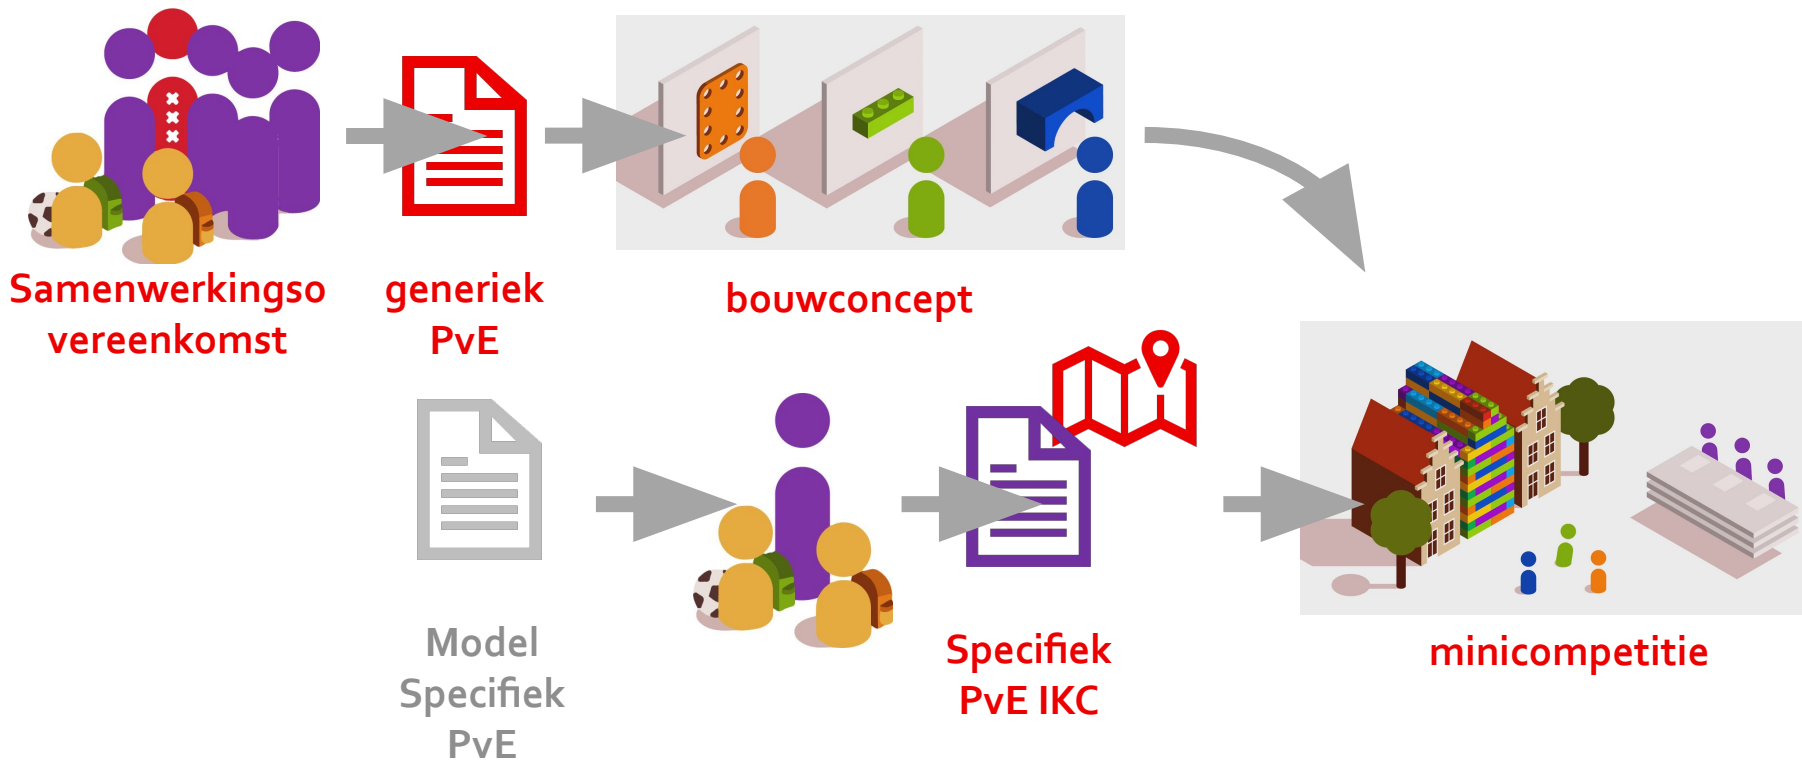 Samenwerkingso
vereenkomst
generiek
PvE
bouwconcept
Model
Specifiek
PvE
Specifiek
PvE IKC
minicompetitie